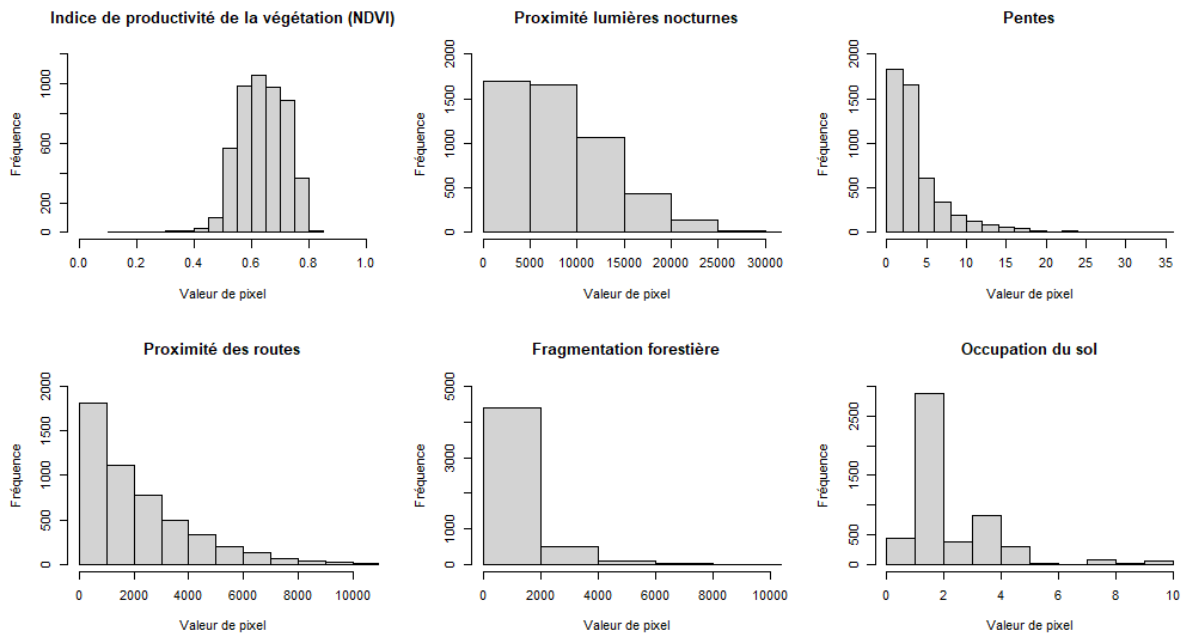 Indice de productivité de la végétation (NDVI)
Fréquence
200
600
1000
0.0 0.2 0.4 0.6 0.8 1.0
Valeur de pixel
Proximité lumières nocturnes
Fréquence
0 500 1000 1500 2000
0 5000 10000 15000 20000 25000 30000
Valeur de pixel
Pentes
Fréquence
0 500 1000 1500 2000
0 5 10 15 20 25 30 35
Valeur de pixel
Proximité des routes
Fréquence
0 500 1000 1500 2000
0 2000 4000 6000 8000 10000
Valeur de pixel
Fragmentation forestière
Fréquence
0 1000 3000 5000
0 2000 4000 6000 8000 10000
Valeur de pixel
Occupation du sol
Fréquence
0 500 1500 2500
0 2 4 6 8 10
Valeur de pixel